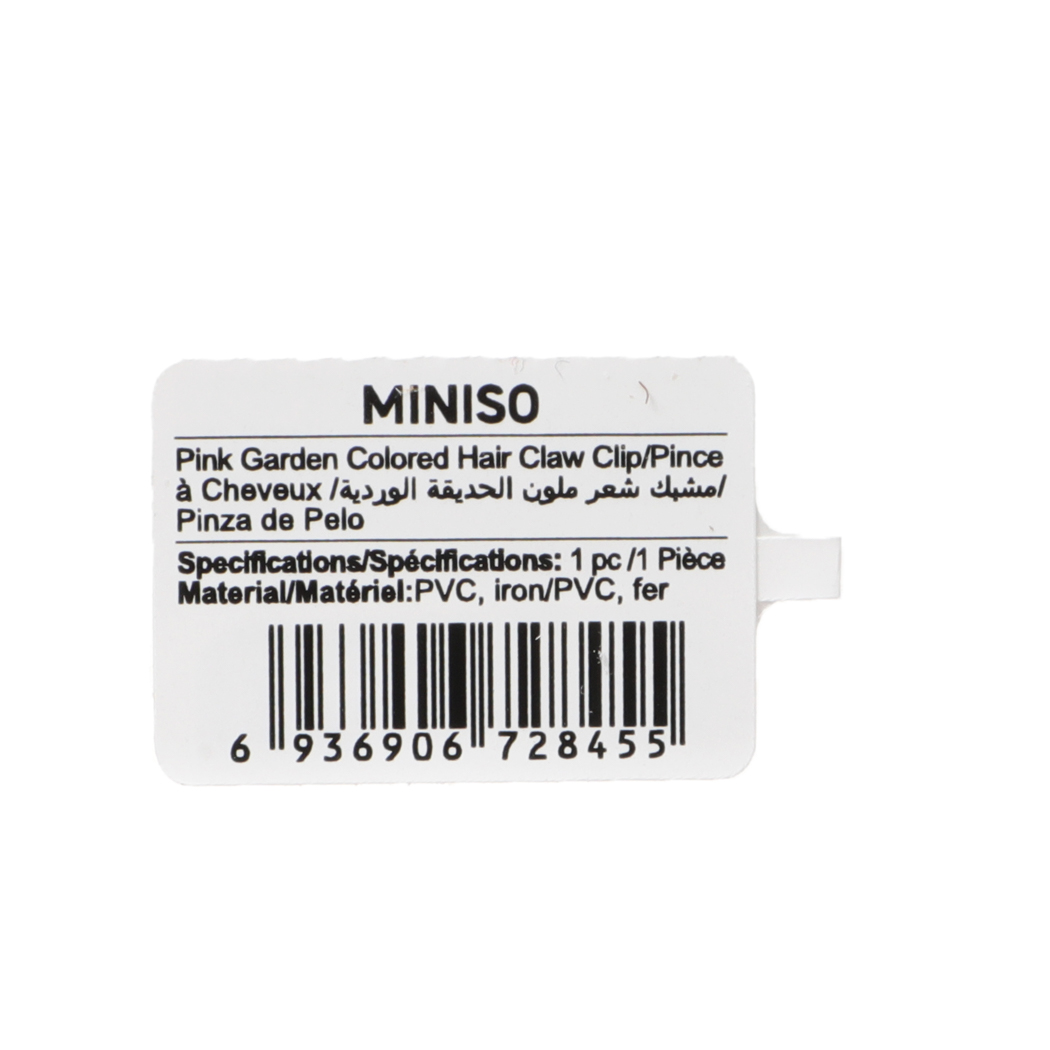 MINISO
Pink Garden Colored Hair Claw Clip/Pince
à Cheveux /مشبك شعر ملون الحديقة الوردية/
Pinza de Pelo
Specifications/Spécifications: 1 pc /1 Pièce
Material/Matériel:PVC, iron/PVC, fer
6 936906 728455